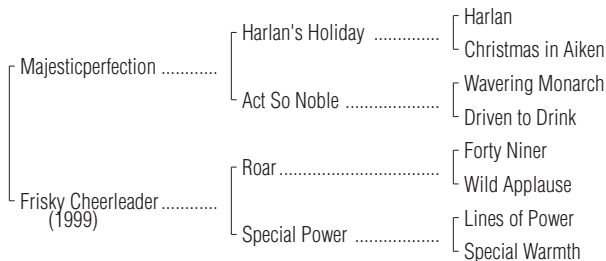 Harlan
Harlan's Holiday ..............
Christmas in Aiken
Majesticperfection ............
Wavering Monarch
Act So Noble ....................
Driven to Drink
Forty Niner
Roar .................................
Wild Applause
Frisky Cheerleader ............
(1999)
Lines of Power
Special Power ..................
Special Warmth